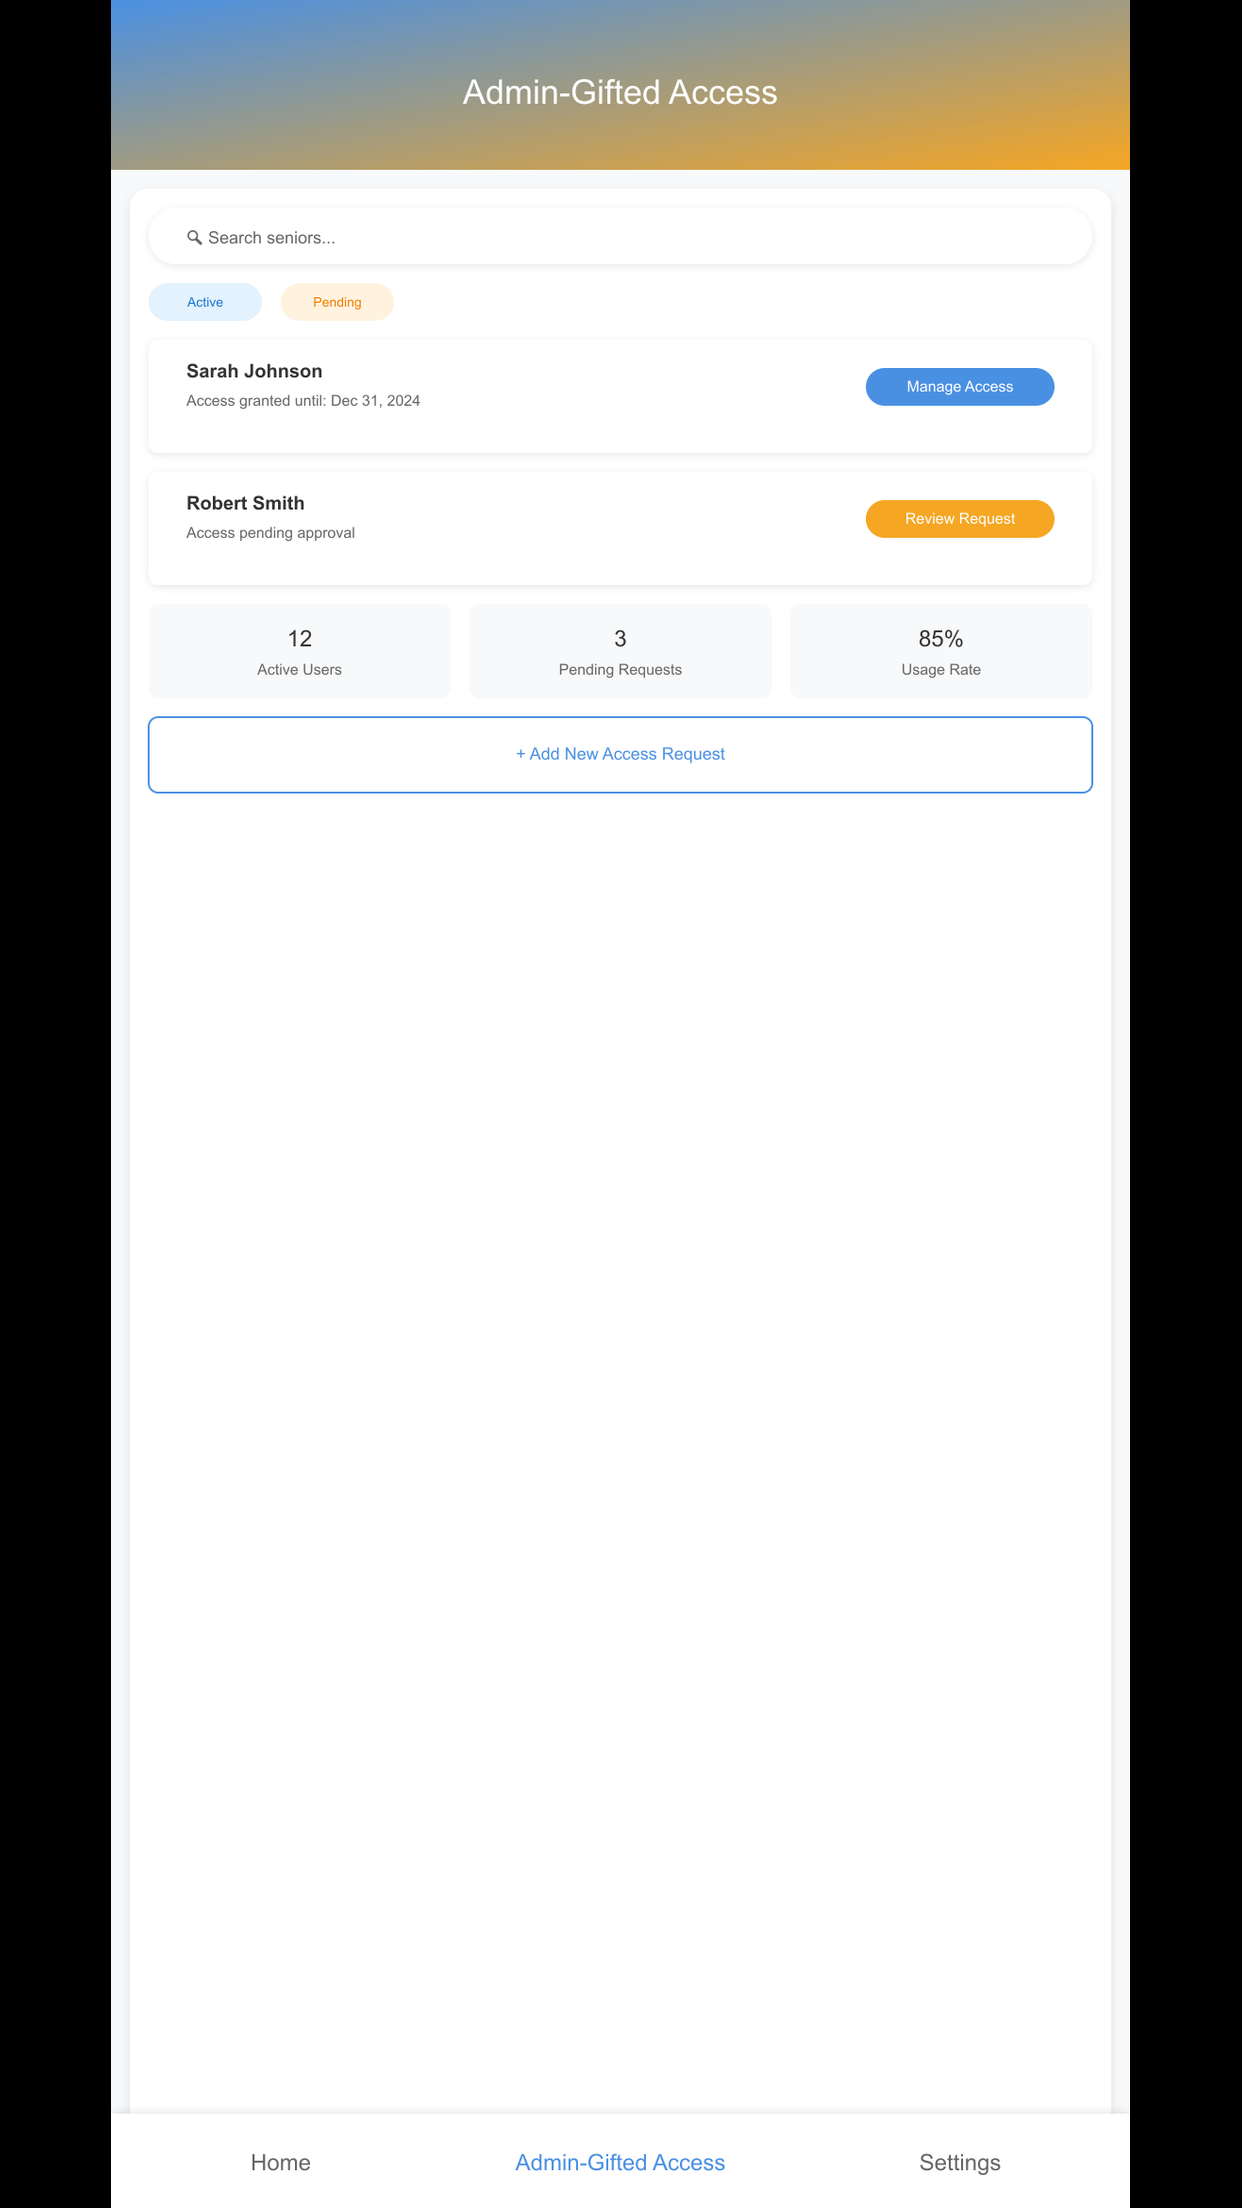 Admin-Gifted Access
Search seniors...
Active
Pending
Sarah Johnson
Access granted until: Dec 31, 2024
Manage Access
Robert Smith
Access pending approval
Review Request
12
Active Users
3
Pending Requests
85%
Usage Rate
+ Add New Access Request
Home
Admin-Gifted Access
Settings